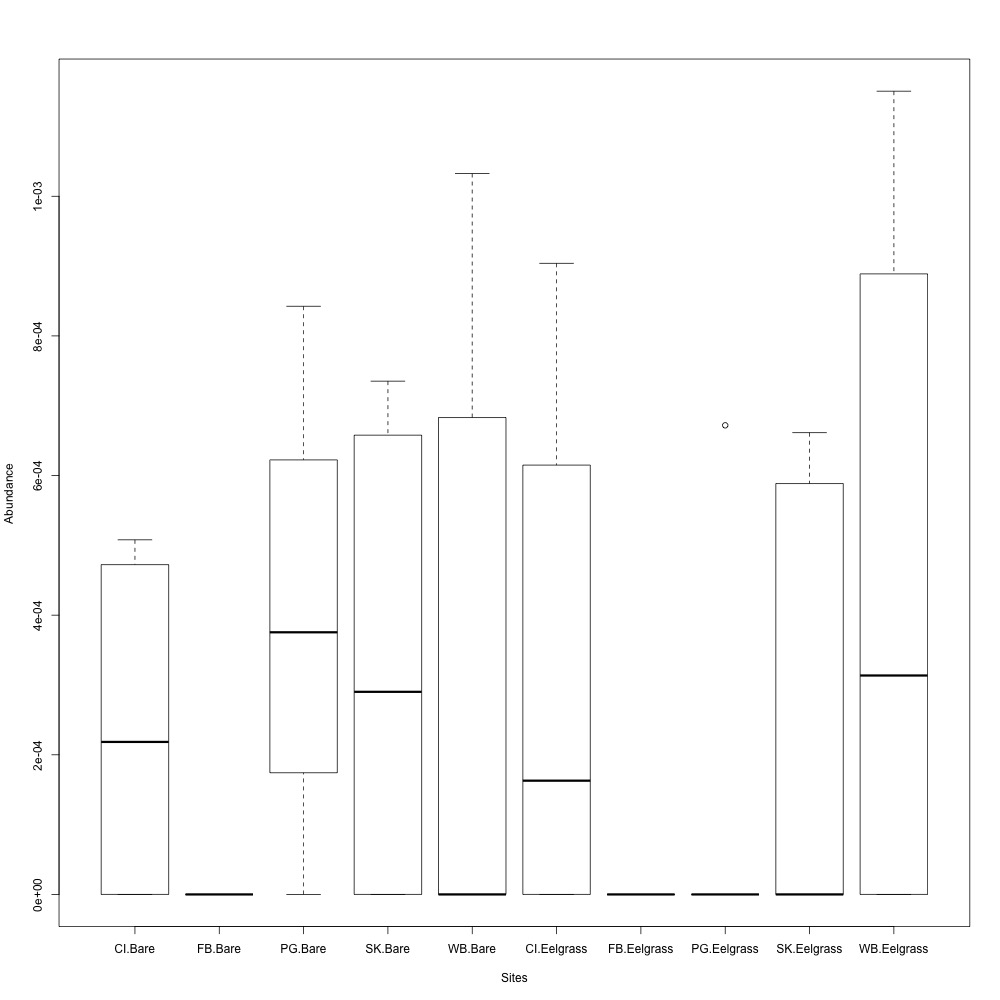 Abundance
1e-03
8e-04
6e-04
4e-04
2e-04
0e+00
CI.Bare FB.Bare PG.Bare SK.Bare WB.Bare CI.Eelgrass FB.Eelgrass PG.Eelgrass SK.Eelgrass WB.Eelgrass
Sites